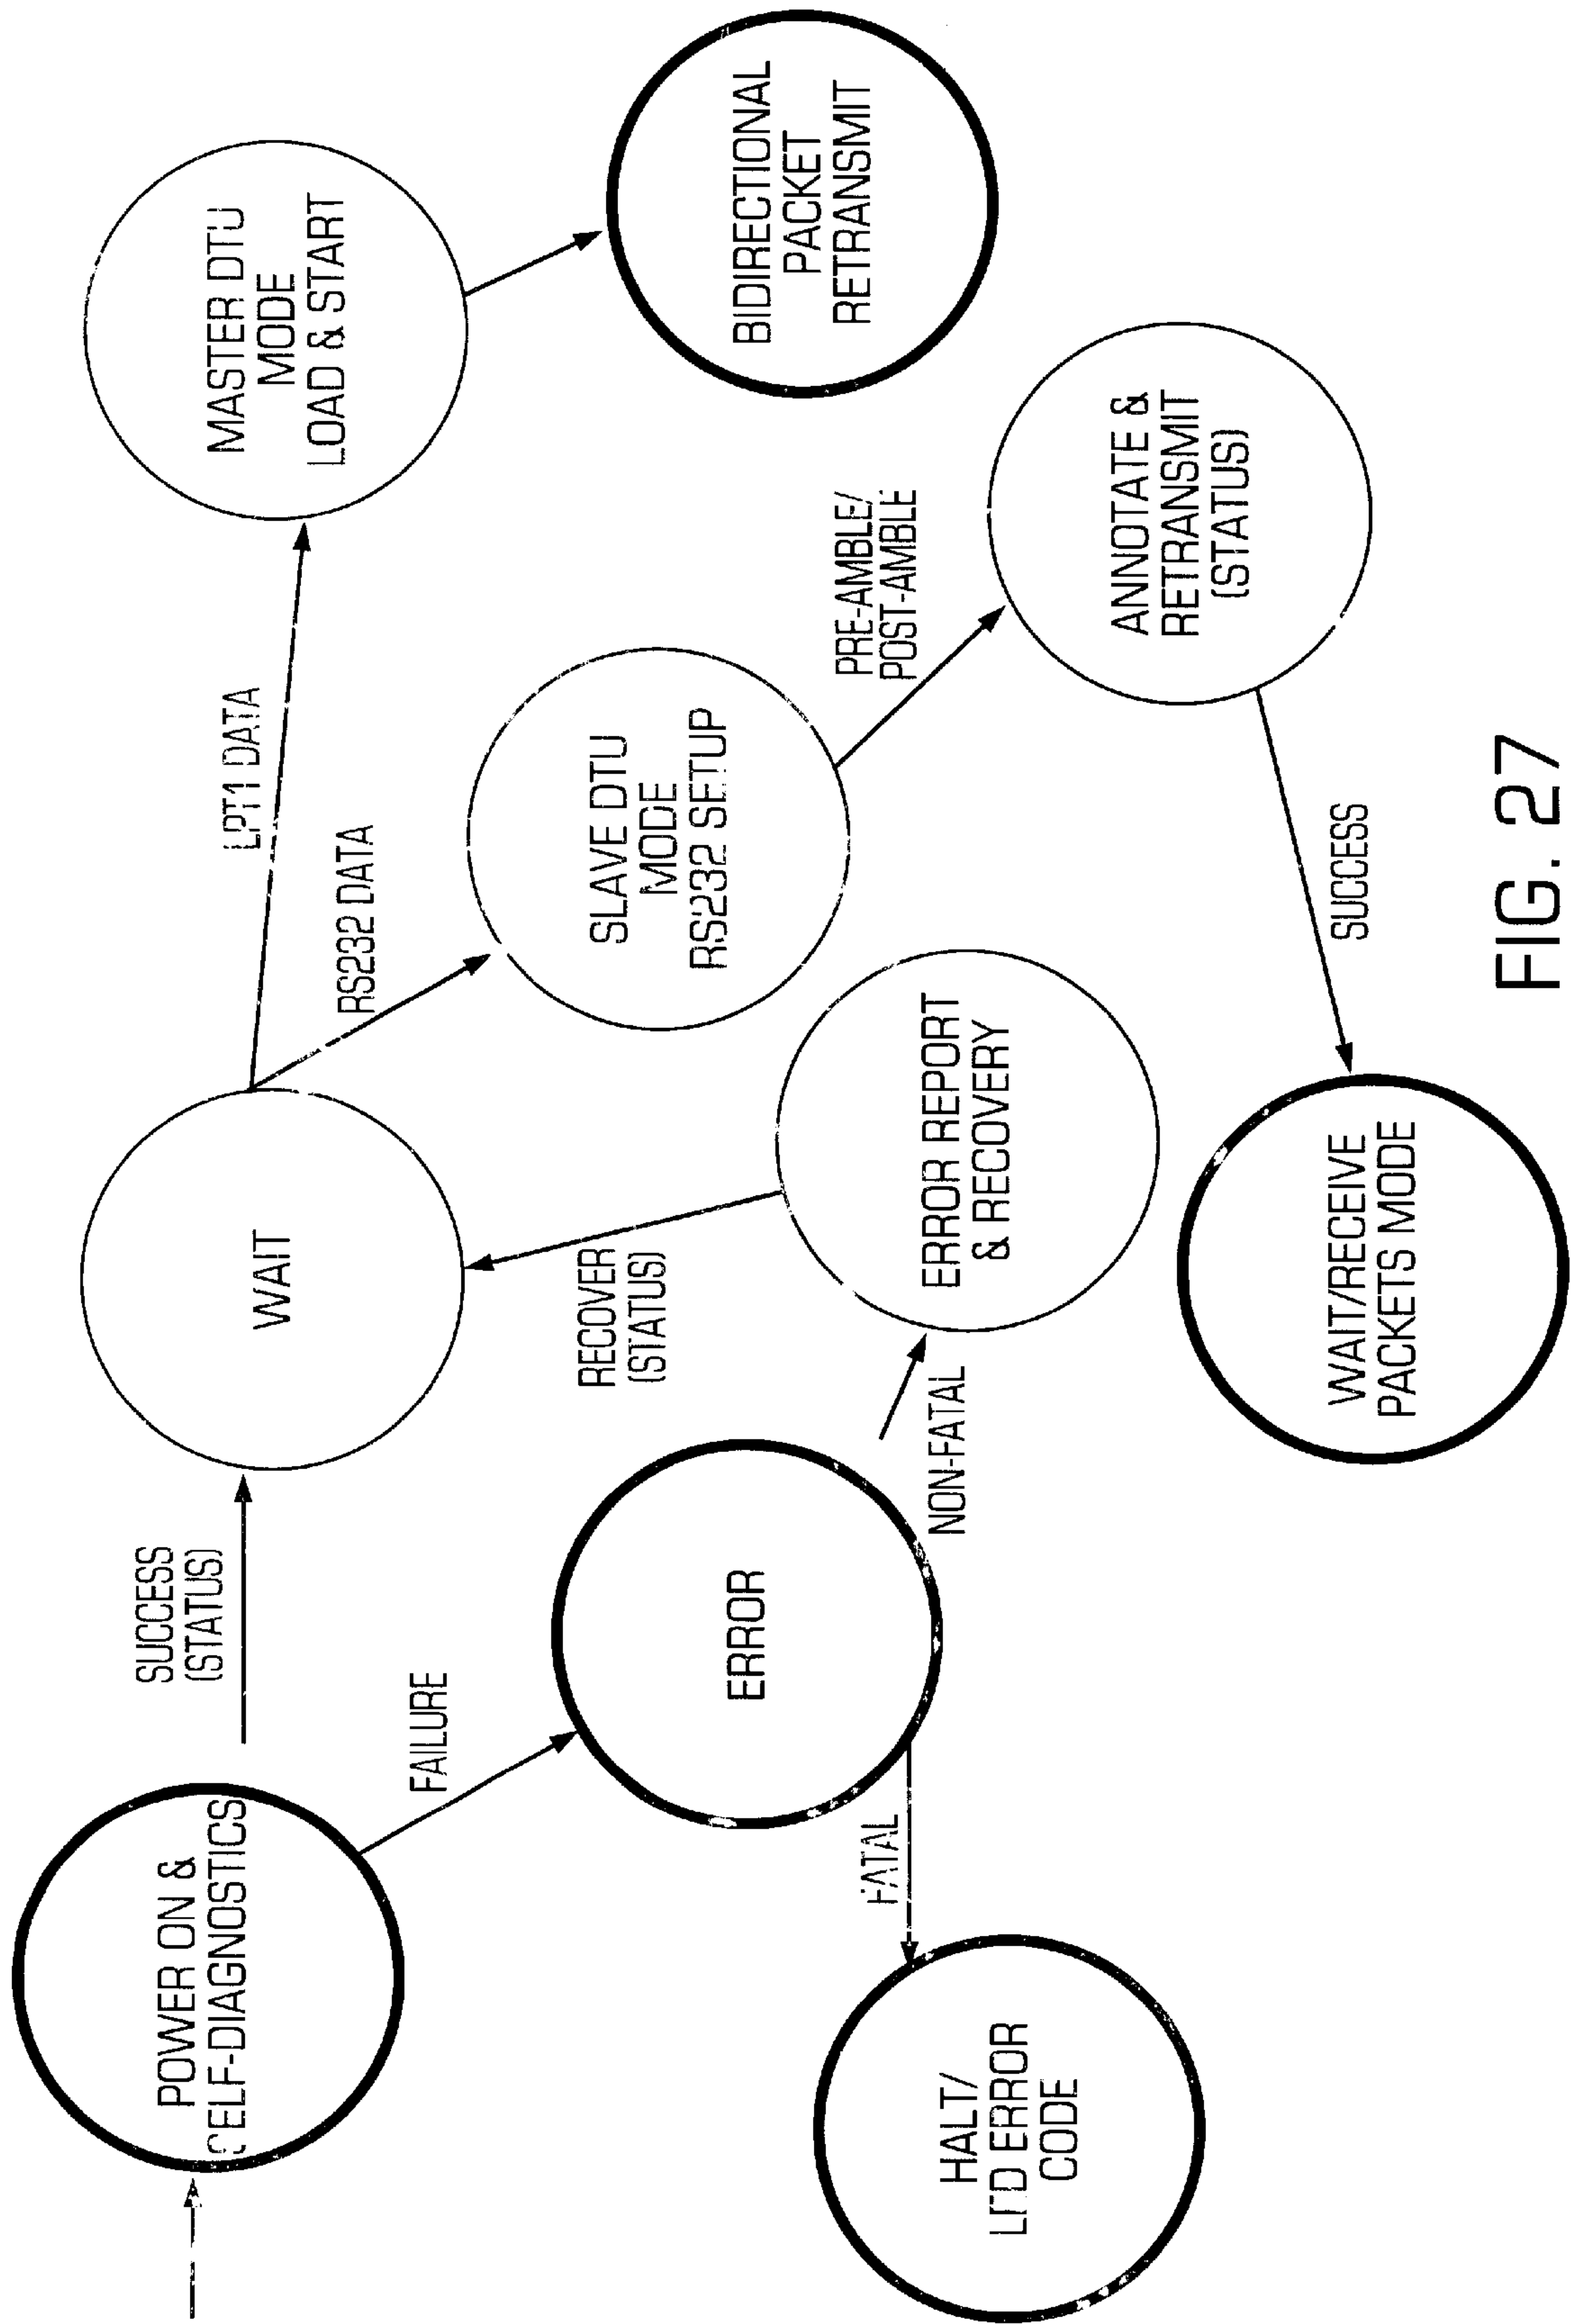 POWER ON &
SELF-DIAGNOSTICS
SUCCESS
(STATUS)
WAIT
LPT1 DATA
MASTER DTU
MODE
LOAD & START
RS232 DATA
FAILURE
SLAVE DTU
MODE
RS232 SETUP
BIDIRECTIONAL
PACKET
RETRANSMIT
RECOVER
(STATUS)
ERROR
PRE-AMBLE/
POST-AMBLE
FATAL
NON-FATAL
ERROR REPORT
& RECOVERY
ANNOTATE &
RETRANSMIT
(STATUS)
HALT/
ERROR
CODE
SUCCESS
WAIT/RECEIVE
PACKETS MODE
FIG. 27